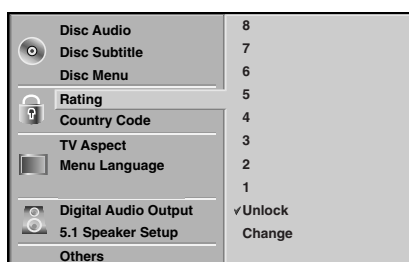 Disc Audio
Disc Subtitle
Disc Menu
Rating
Country Code
TV Aspect
Menu Language
Digital Audio Output
5.1 Speaker Setup
Others
8
7
6
5
4
3
2
1
✓Unlock
Change